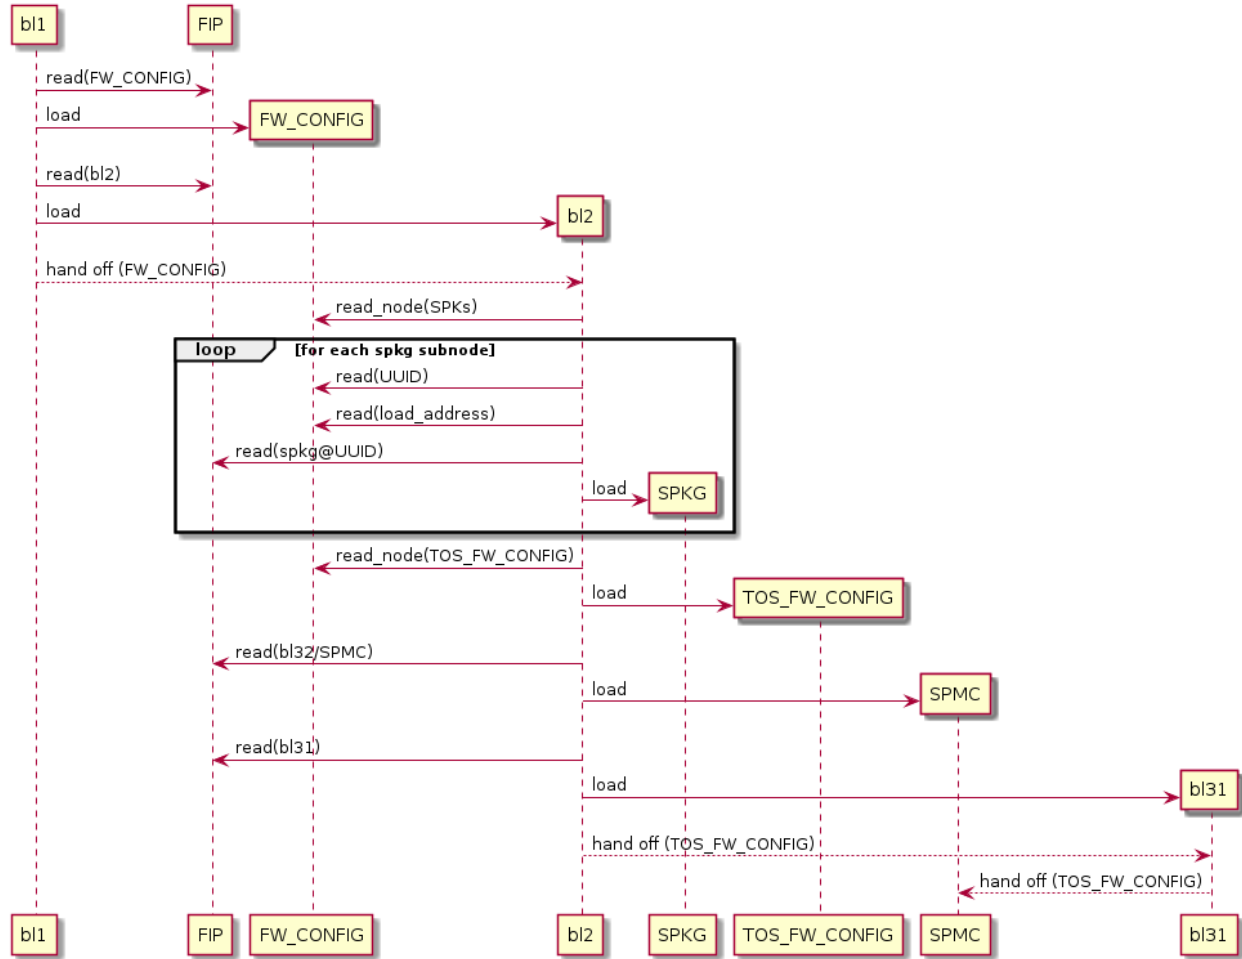 bl1
FIP
read(FW_CONFIG)
load
FW_CONFIG
read(bl2)
load
bl2
hand off (FW_CONFIG)
read_node(SPKs)
loop [for each spkg subnode]
read(UUID)
read(load_address)
read(spkg@UUID)
load
SPKG
read_node(TOS_FW_CONFIG)
load
TOS_FW_CONFIG
read(bl32/SPMC)
load
SPMC
read(bl31)
load
bl31
hand off (TOS_FW_CONFIG)
hand off (TOS_FW_CONFIG)
bl1
FIP
FW_CONFIG
bl2
SPKG
TOS_FW_CONFIG
SPMC
bl31